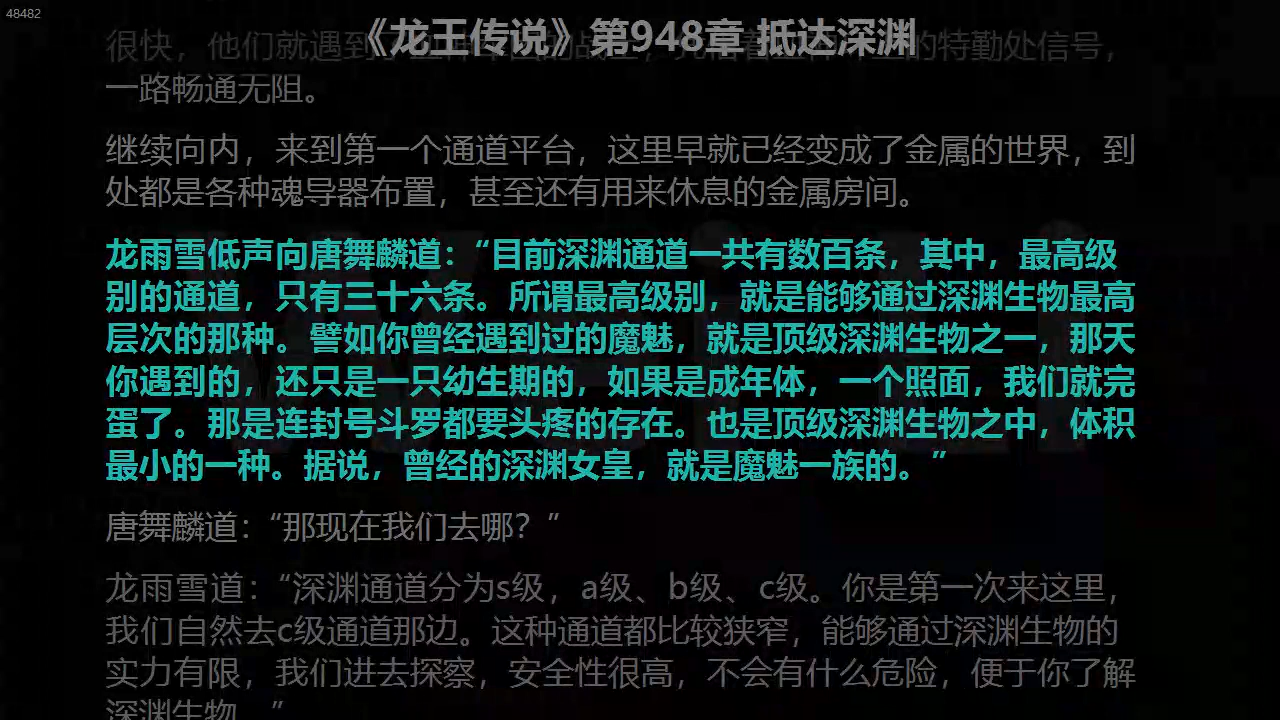 48482
《龙王传说》第948章 抵达深渊
很快，他们就遇到了
的特勤处信号，
一路畅通无阻。
继续向内，来到第一个通道平台，这里早就已经变成了金属的世界，到
处都是各种魂导器布置，甚至还有用来休息的金属房间。
龙雨雪低声向唐舞麟道：“目前深渊通道一共有数百条，其中，最高级
别的通道，只有三十六条。所谓最高级别，就是能够通过深渊生物最高
层次的那种。譬如你曾经遇到过的魔魅，就是顶级深渊生物之一，那天
你遇到的，还只是一只幼生期的，如果是成年体，一个照面，我们就完
蛋了。那是连封号斗罗都要头疼的存在。也是顶级深渊生物之中，体积
最小的一种。据说，曾经的深渊女皇，就是魔魅一族的。”
唐舞麟道：“那现在我们去哪？”
龙雨雪道：“深渊通道分为s级，a级、b级、c级。你是第一次来这里，
我们自然去c级通道那边。这种通道都比较狭窄，能够通过深渊生物的
实力有限，我们进去探察，安全性很高，不会有什么危险，便于你了解
深渊生物。”